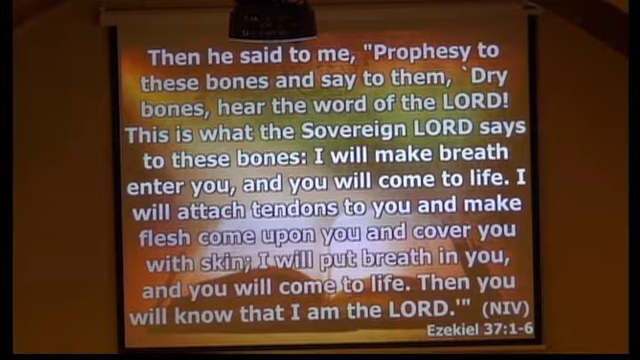 Then he said to me, "Prophesy to
these bones and say to them, `Dry
bones, hear the word of the LORD!
This is what the Sovereign LORD says
to these bones: I will make breath
enter you, and you will come to life. I
will attach tendons to you and make
flesh come upon you and cover you
with skin; I will put breath in you,
and you will come to life. Then you
will know that I am the LORD.'" (NIV)
Ezekiel 37:1-6